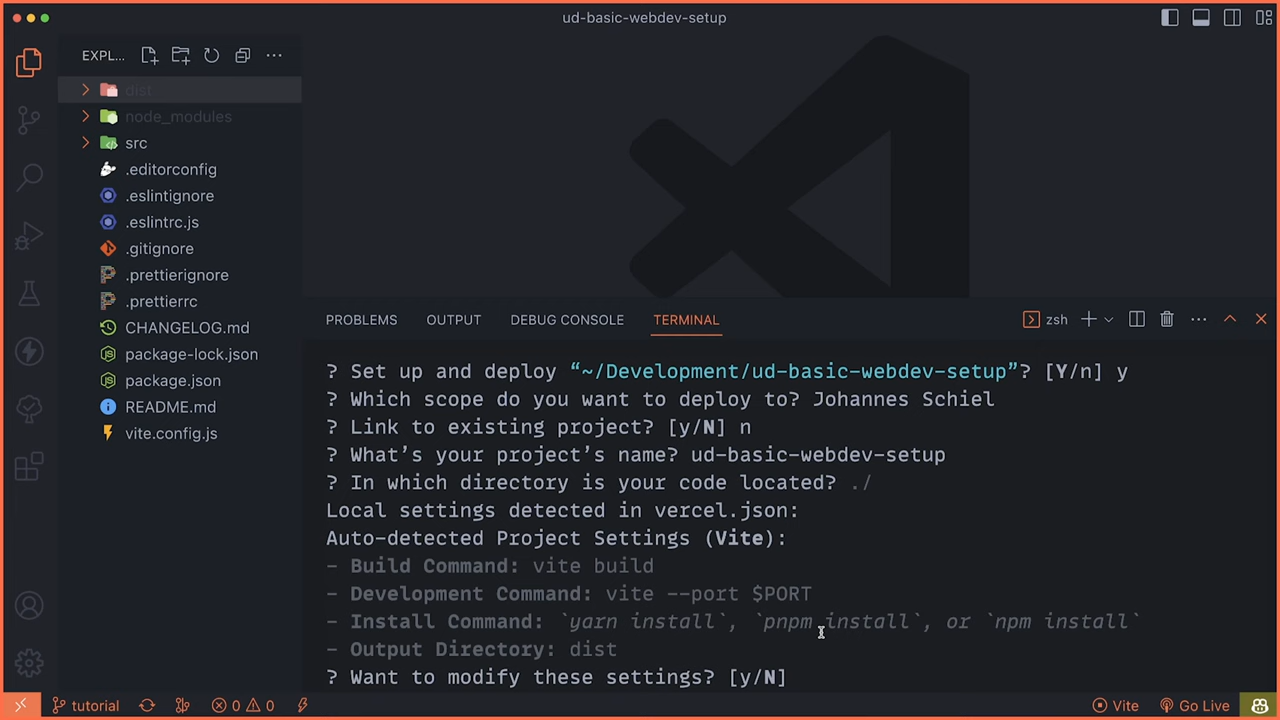 ud-basic-webdev-setup
EXPL...
dist
node_modules
src
.editorconfig
.eslintignore
.eslintrc.js
.gitignore
.prettierignore
.prettierrc
CHANGELOG.md
package-lock.json
package.json
README.md
vite.config.js
PROBLEMS OUTPUT DEBUG CONSOLE TERMINAL zsh
? Set up and deploy “~/Development/ud-basic-webdev-setup”? [Y/n] y
? Which scope do you want to deploy to? Johannes Schiel
? Link to existing project? [y/N] n
? What’s your project’s name? ud-basic-webdev-setup
? In which directory is your code located? ./
Local settings detected in vercel.json:
Auto-detected Project Settings (Vite):
- Build Command: vite build
- Development Command: vite --port $PORT
- Install Command: `yarn install`, `pnpm install`, or `npm install`
- Output Directory: dist
? Want to modify these settings? [y/N]
tutorial 0 0 Vite Go Live